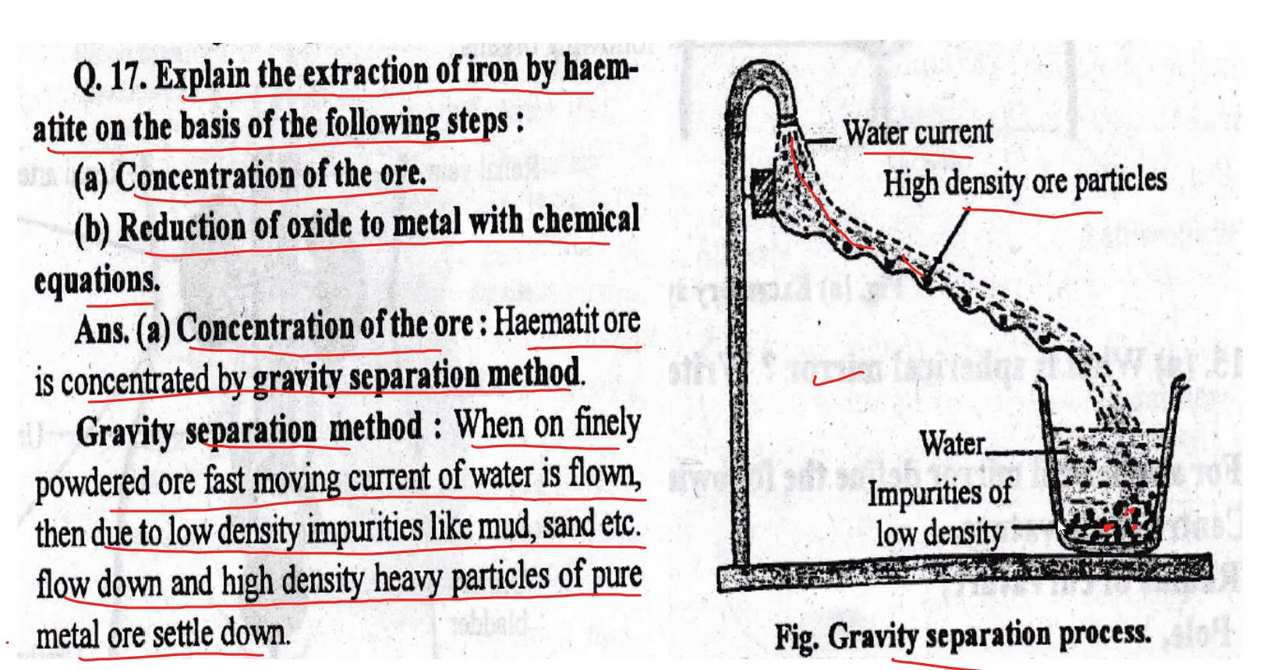 Q. 17. Explain the extraction of iron by haem-
atite on the basis of the following steps :
(a) Concentration of the ore.
(b) Reduction of oxide to metal with chemical
equations.
Ans. (a) Concentration of the ore : Haematit ore
is concentrated by gravity separation method.
Gravity separation method : When on finely
powdered ore fast moving current of water is flown,
then due to low density impurities like mud, sand etc.
flow down and high density heavy particles of pure
metal ore settle down.
Water current
High density ore particles
Water
Impurities of
low density
Fig. Gravity separation process.